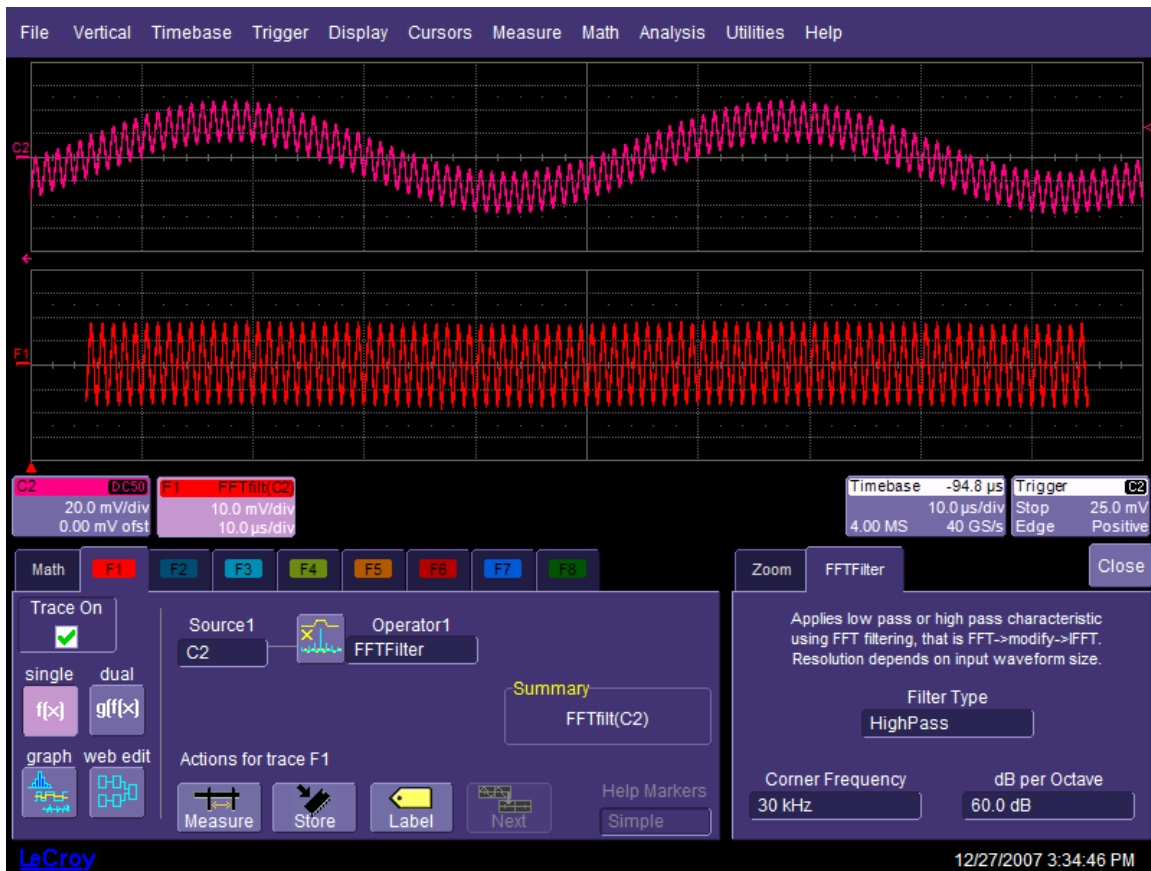 File Vertical Timebase Trigger Display Cursors Measure Math Analysis Utilities Help
C2
F1
C2 DC50
20.0 mV/div
0.00 mV ofst
F1 FFTfilt(C2)
10.0 mV/div
10.0 µs/div
Timebase -94.8 µs
10.0 µs/div
4.00 MS 40 GS/s
Trigger C2
Stop 25.0 mV
Edge Positive
Math F1 F2 F3 F4 F5 F6 F7 F8
Zoom FFTFilter
Close
Trace On
single dual
f(x) g(f(x)
graph web edit
Source1
C2
Operator1
FFTFilter
Summary
FFTfilt(C2)
Actions for trace F1
Measure Store Label Next
Help Markers
Simple
Applies low pass or high pass characteristic
using FFT filtering, that is FFT->modify->IFFT.
Resolution depends on input waveform size.
Filter Type
HighPass
Corner Frequency
30 kHz
dB per Octave
60.0 dB
LeCroy
12/27/2007 3:34:46 PM